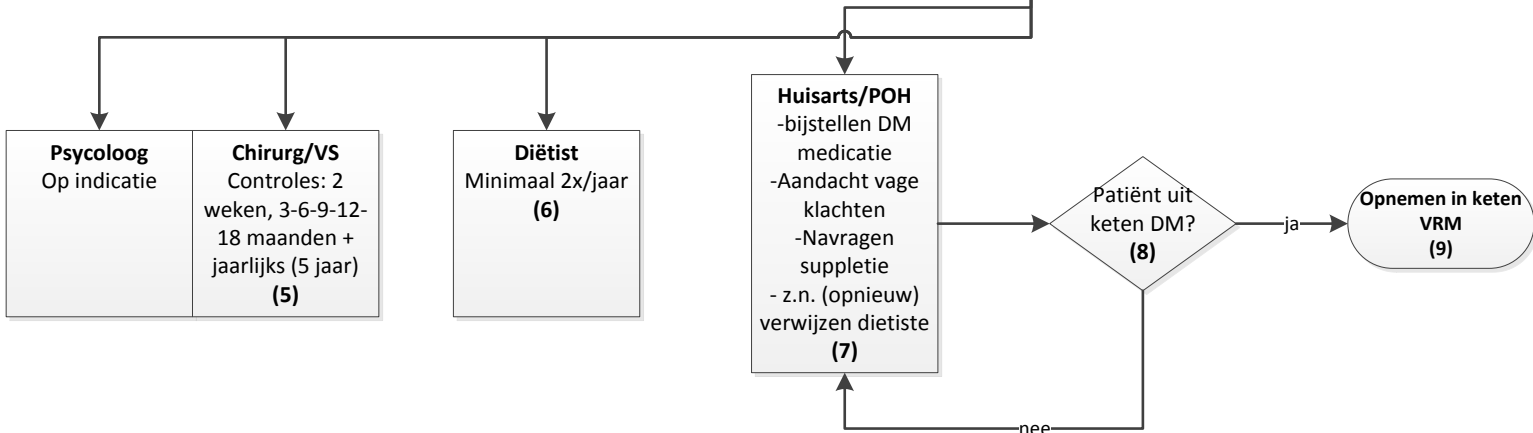 Psycoloog
Op indicatie
Chirurg/VS
Controles: 2
weken, 3-6-9-12-
18 maanden +
jaarlijks (5 jaar)
(5)
Diëtist
Minimaal 2x/jaar
(6)
Huisarts/POH
-bijstellen DM
medicatie
-Aandacht vage
klachten
-Navragen
suppletie
- z.n. (opnieuw)
verwijzen dietiste
(7)
Patiënt uit
keten DM?
(8)
ja
Opnemen in keten
VRM
(9)
nee